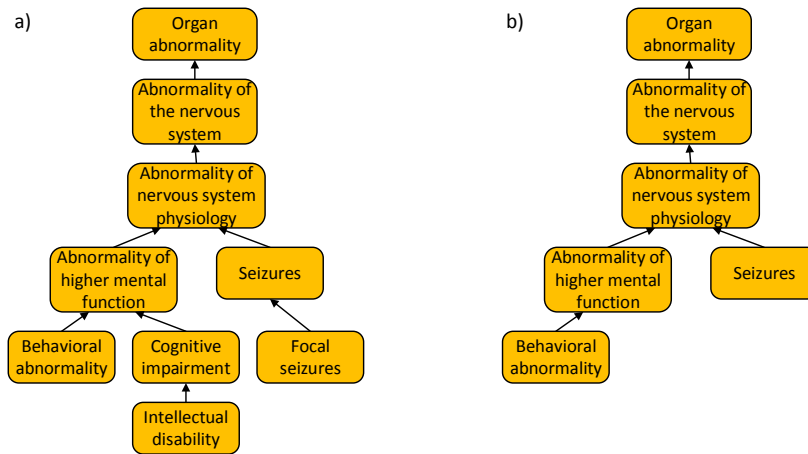 a)
Organ
abnormality
Abnormality of
the nervous
system
Abnormality of
nervous system
physiology
Abnormality of
higher mental
function
Seizures
Behavioral
abnormality
Cognitive
impairment
Focal
seizures
Intellectual
disability
b)
Organ
abnormality
Abnormality of
the nervous
system
Abnormality of
nervous system
physiology
Abnormality of
higher mental
function
Seizures
Behavioral
abnormality